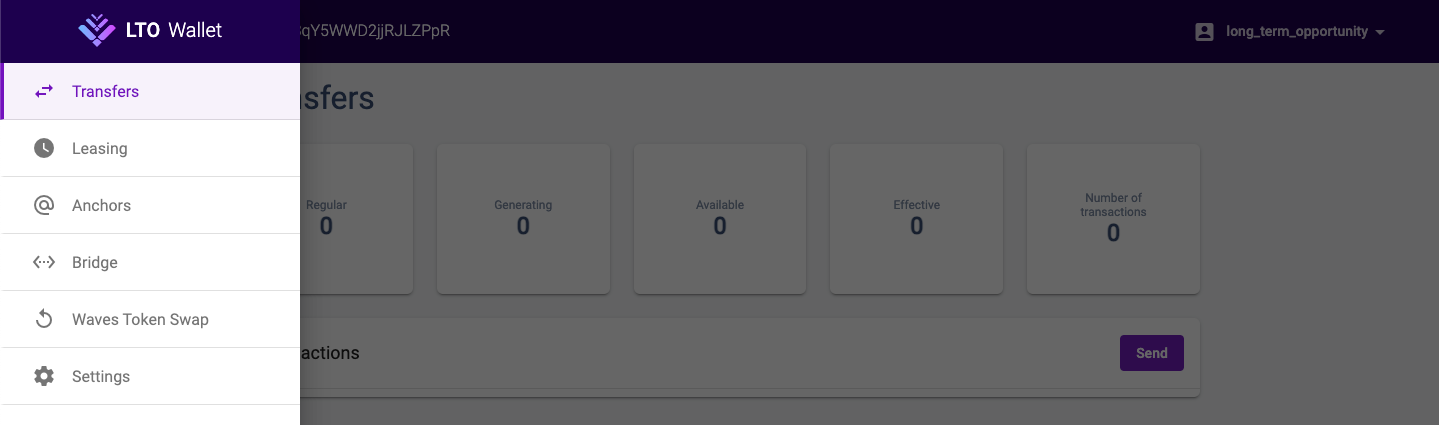 LTO Wallet
qY5WWD2jjRJLZPpR
long_term_opportunity
Transfers
Leasing
Anchors
Bridge
Waves Token Swap
Settings
sfers
Regular
0
Generating
0
Available
0
Effective
0
Number of
transactions
0
actions
Send